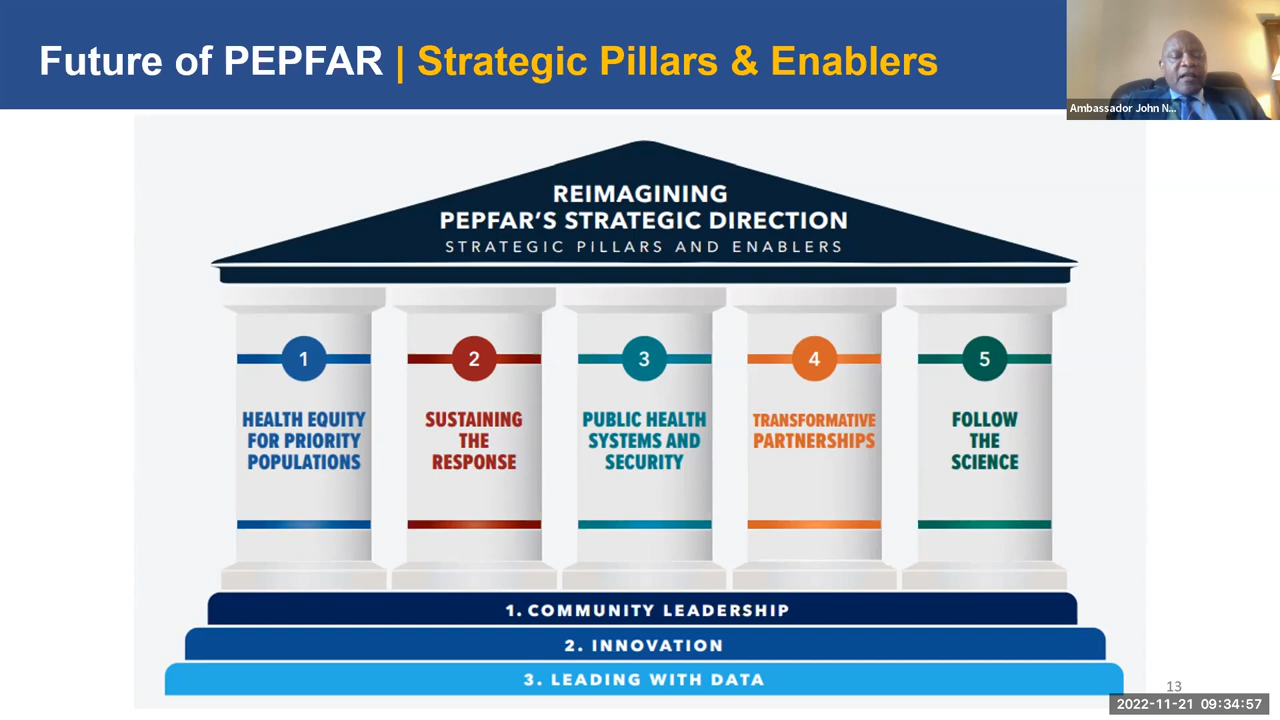 Future of PEPFAR | Strategic Pillars & Enablers
Ambassador John N...
REIMAGINING
PEPFAR'S STRATEGIC DIRECTION
STRATEGIC PILLARS AND ENABLERS
1
HEALTH EQUITY
FOR PRIORITY
POPULATIONS
2
SUSTAINING
THE
RESPONSE
3
PUBLIC HEALTH
SYSTEMS AND
SECURITY
4
TRANSFORMATIVE
PARTNERSHIPS
5
FOLLOW
THE
SCIENCE
1. COMMUNITY LEADERSHIP
2. INNOVATION
3. LEADING WITH DATA
13
2022-11-21 09:34:57